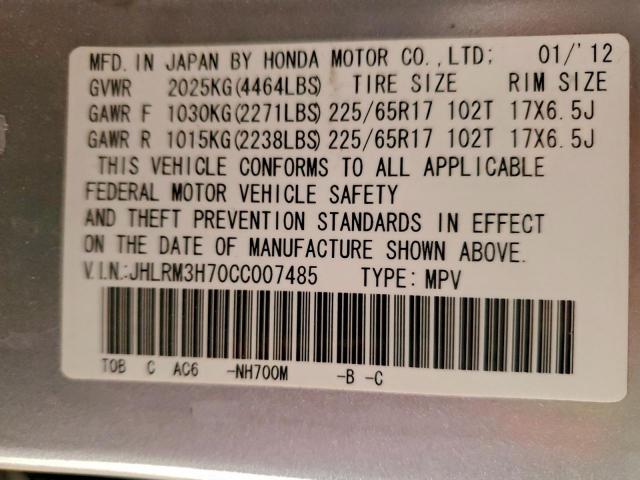 MFD. IN JAPAN BY HONDA MOTOR CO.,LTD: 01/'12
GVWR 2025KG(4464LBS) TIRE SIZE RIM SIZE
GAWR F 1030KG(2271LBS) 225/65R17 102T 17X6.5J
GAWR R 1015KG(2238LBS) 225/65R17 102T 17X6.5J
THIS VEHICLE CONFORMS TO ALL APPLICABLE
FEDERAL MOTOR VEHICLE SAFETY
AND THEFT PREVENTION STANDARDS IN EFFECT
ON THE DATE OF MANUFACTURE SHOWN ABOVE.
V.I.N.:JHLRM3H70CC007485 TYPE: MPV
T0B C AC6 -NH700M -B -C